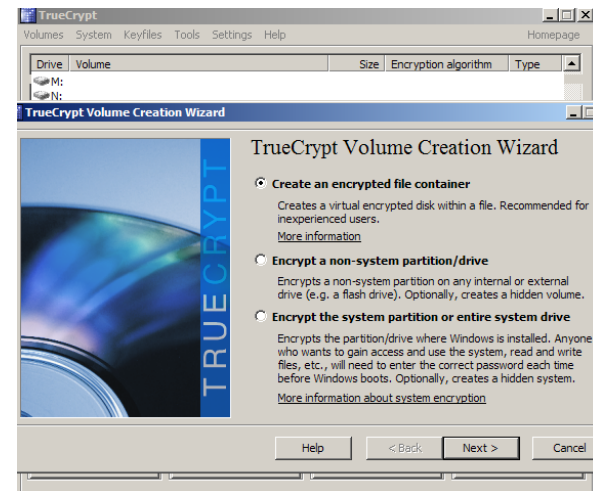 TrueCrypt
Volumes System Keyfiles Tools Settings Help Homepage
Drive Volume Size Encryption algorithm Type
M:
N:
TrueCrypt Volume Creation Wizard
TRUECRYPT
TrueCrypt Volume Creation Wizard
Create an encrypted file container
Creates a virtual encrypted disk within a file. Recommended for
inexperienced users.
More information
Encrypt a non-system partition/drive
Encrypts a non-system partition on any internal or external
drive (e.g. a flash drive). Optionally, creates a hidden volume.
Encrypt the system partition or entire system drive
Encrypts the partition/drive where Windows is installed. Anyone
who wants to gain access and use the system, read and write
files, etc., will need to enter the correct password each time
before Windows boots. Optionally, creates a hidden system.
More information about system encryption
Help < Back Next > Cancel